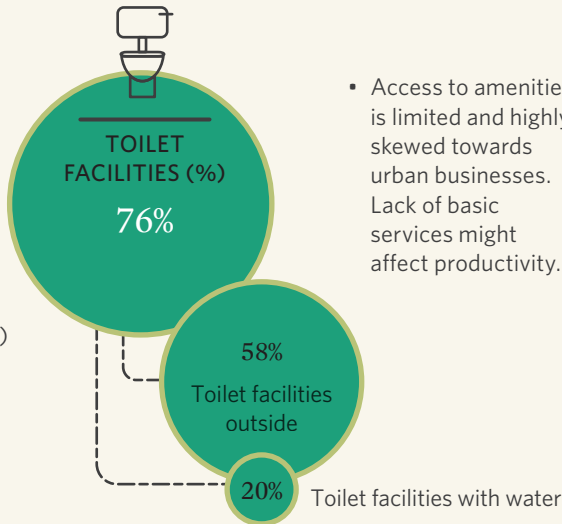 TOILET
FACILITIES (%)
76%
• Access to amenitie
is limited and highly
skewed towards
urban businesses.
Lack of basic
services might
affect productivity.
)
58%
Toilet facilities
outside
20%
Toilet facilities with water